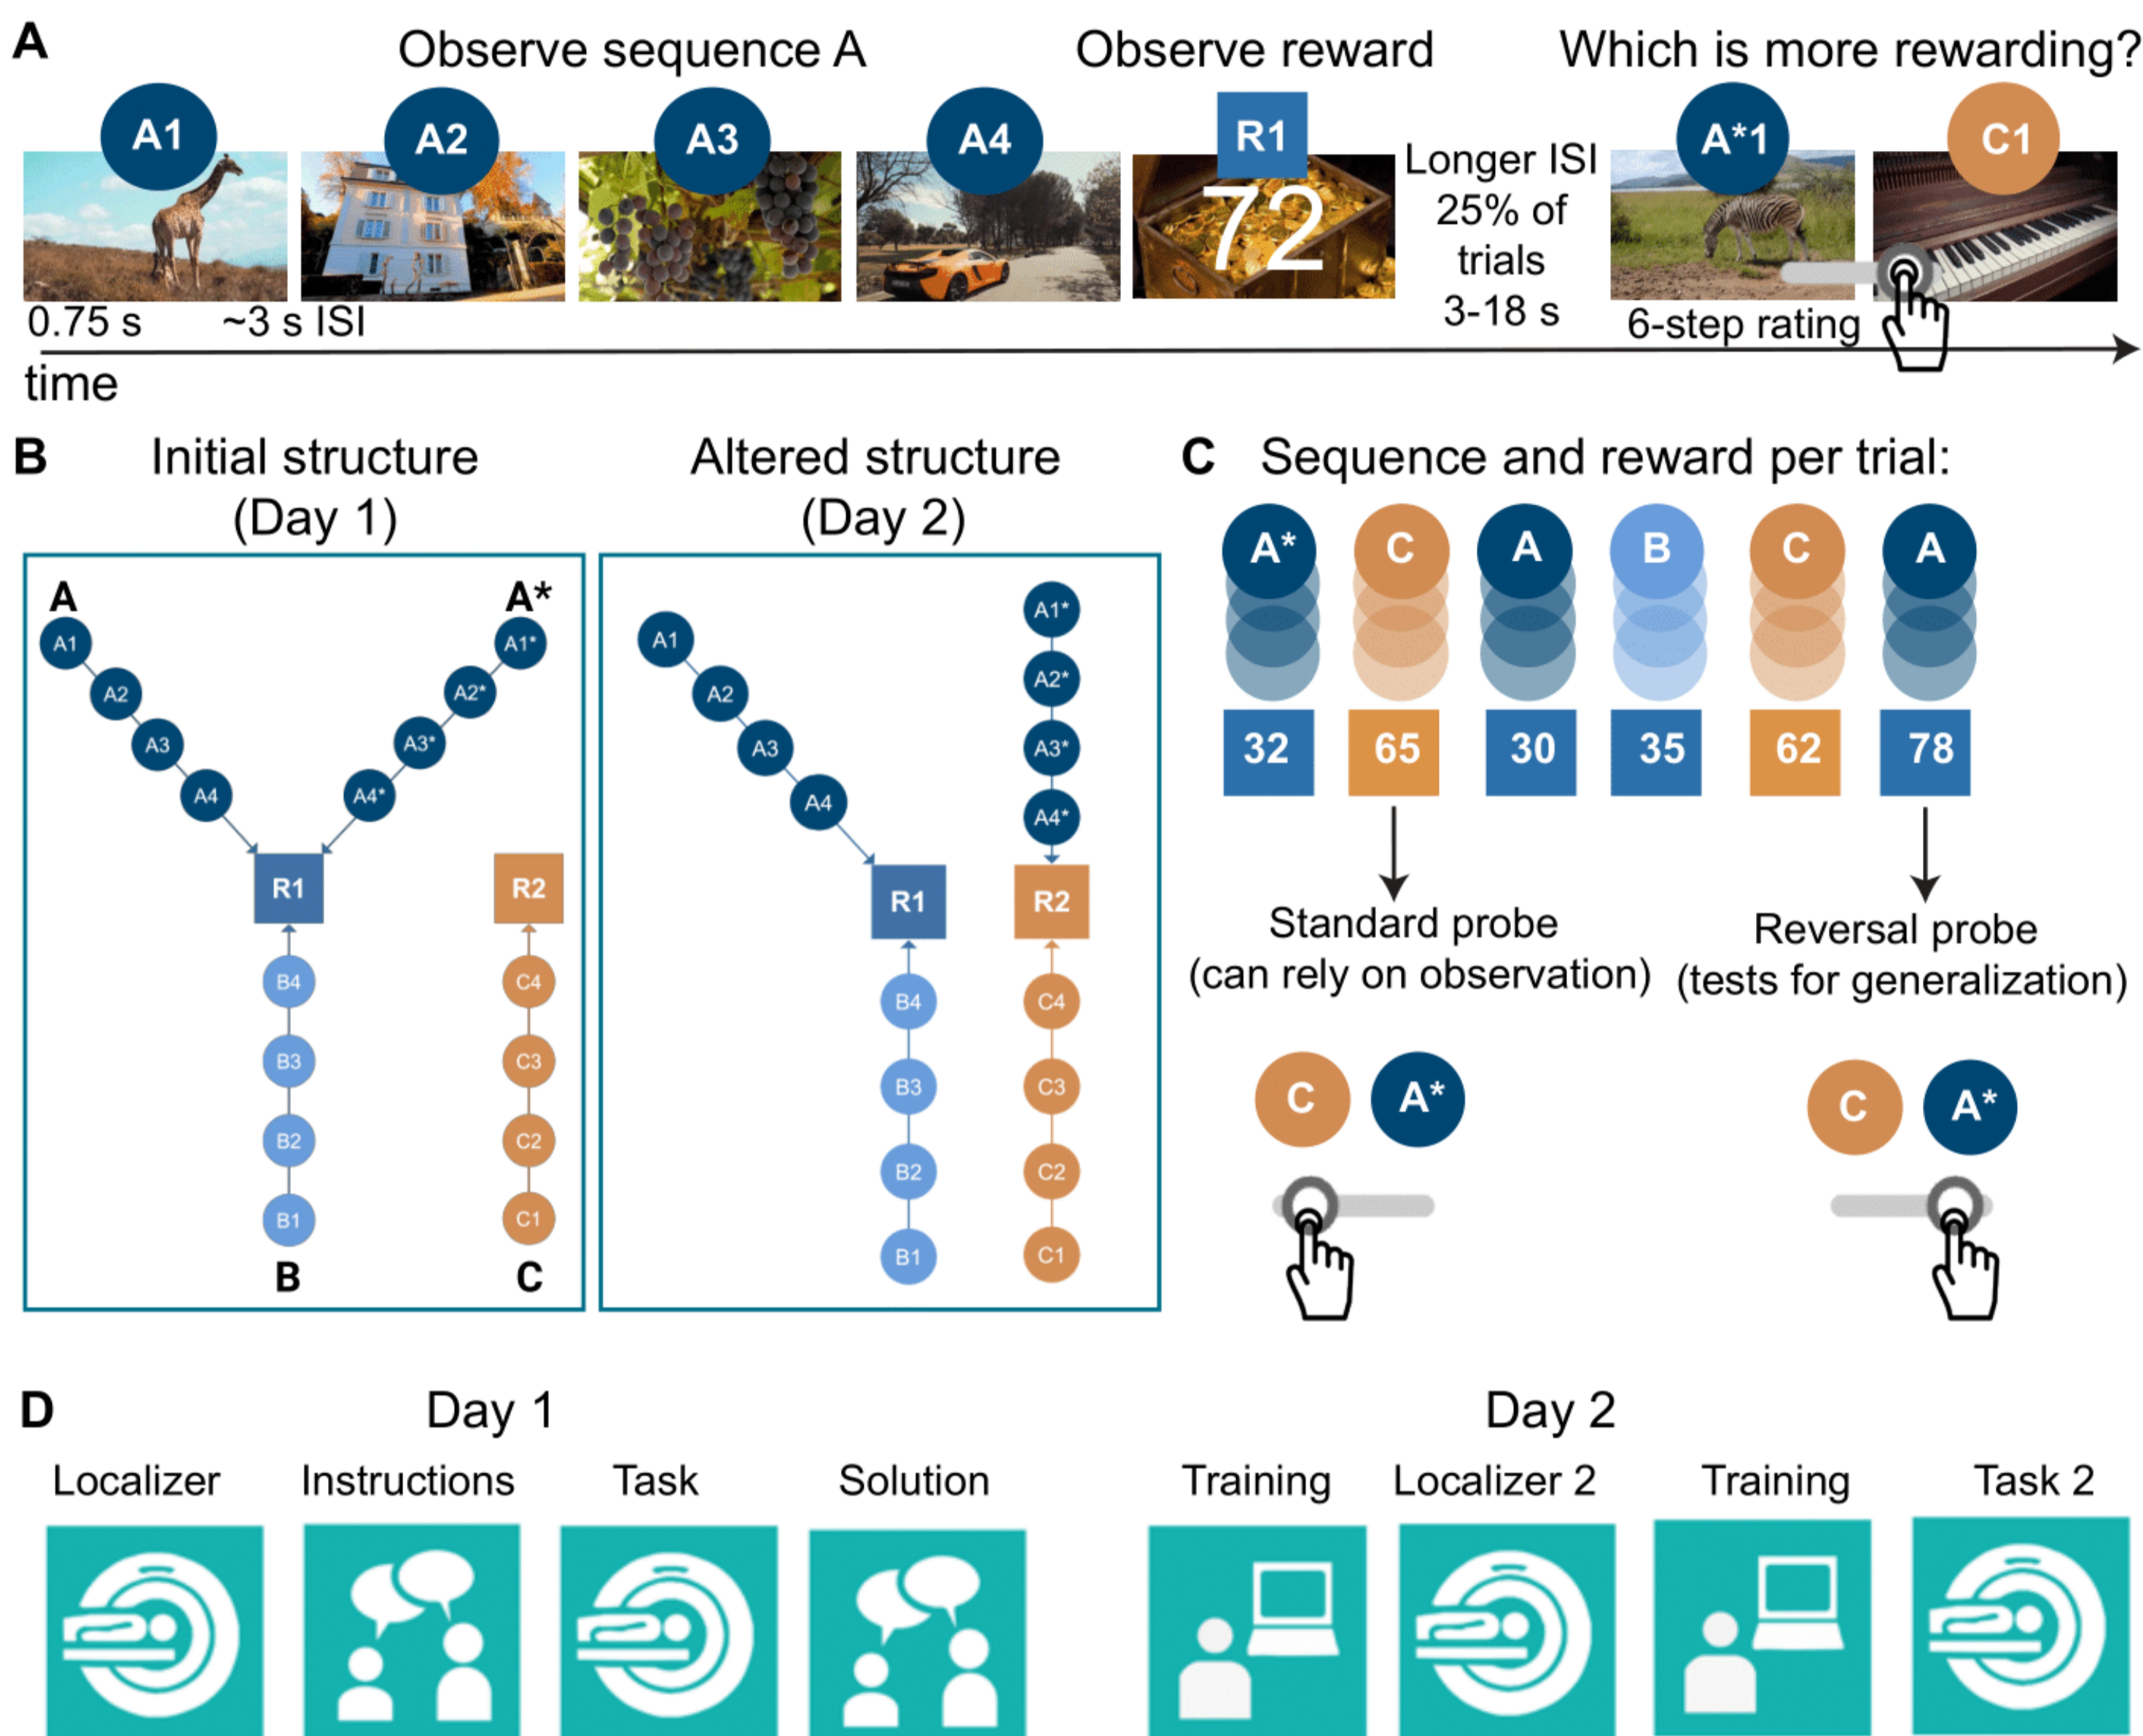 A
Observe sequence A
Observe reward
Which is more rewarding?
A1
A2
A3
A4
R1
72
Longer ISI
25% of
trials
3-18 s
A*1
C1
0.75 s
~3 s ISI
6-step rating
time
B
Initial structure
(Day 1)
A
A*
A1
A2
A3
A4
A1*
A2*
A3*
A4*
R1
R2
B4
B3
B2
B1
B
C4
C3
C2
C1
C
Altered structure
(Day 2)
A1
A2
A3
A4
A1*
A2*
A3*
A4*
R1
R2
B4
B3
B2
B1
C4
C3
C2
C1
C
Sequence and reward per trial:
A* C A B C A
32 65 30 35 62 78
Standard probe
(can rely on observation)
Reversal probe
(tests for generalization)
C A*
C A*
D
Day 1
Localizer
Instructions
Task
Solution
Day 2
Training
Localizer 2
Training
Task 2